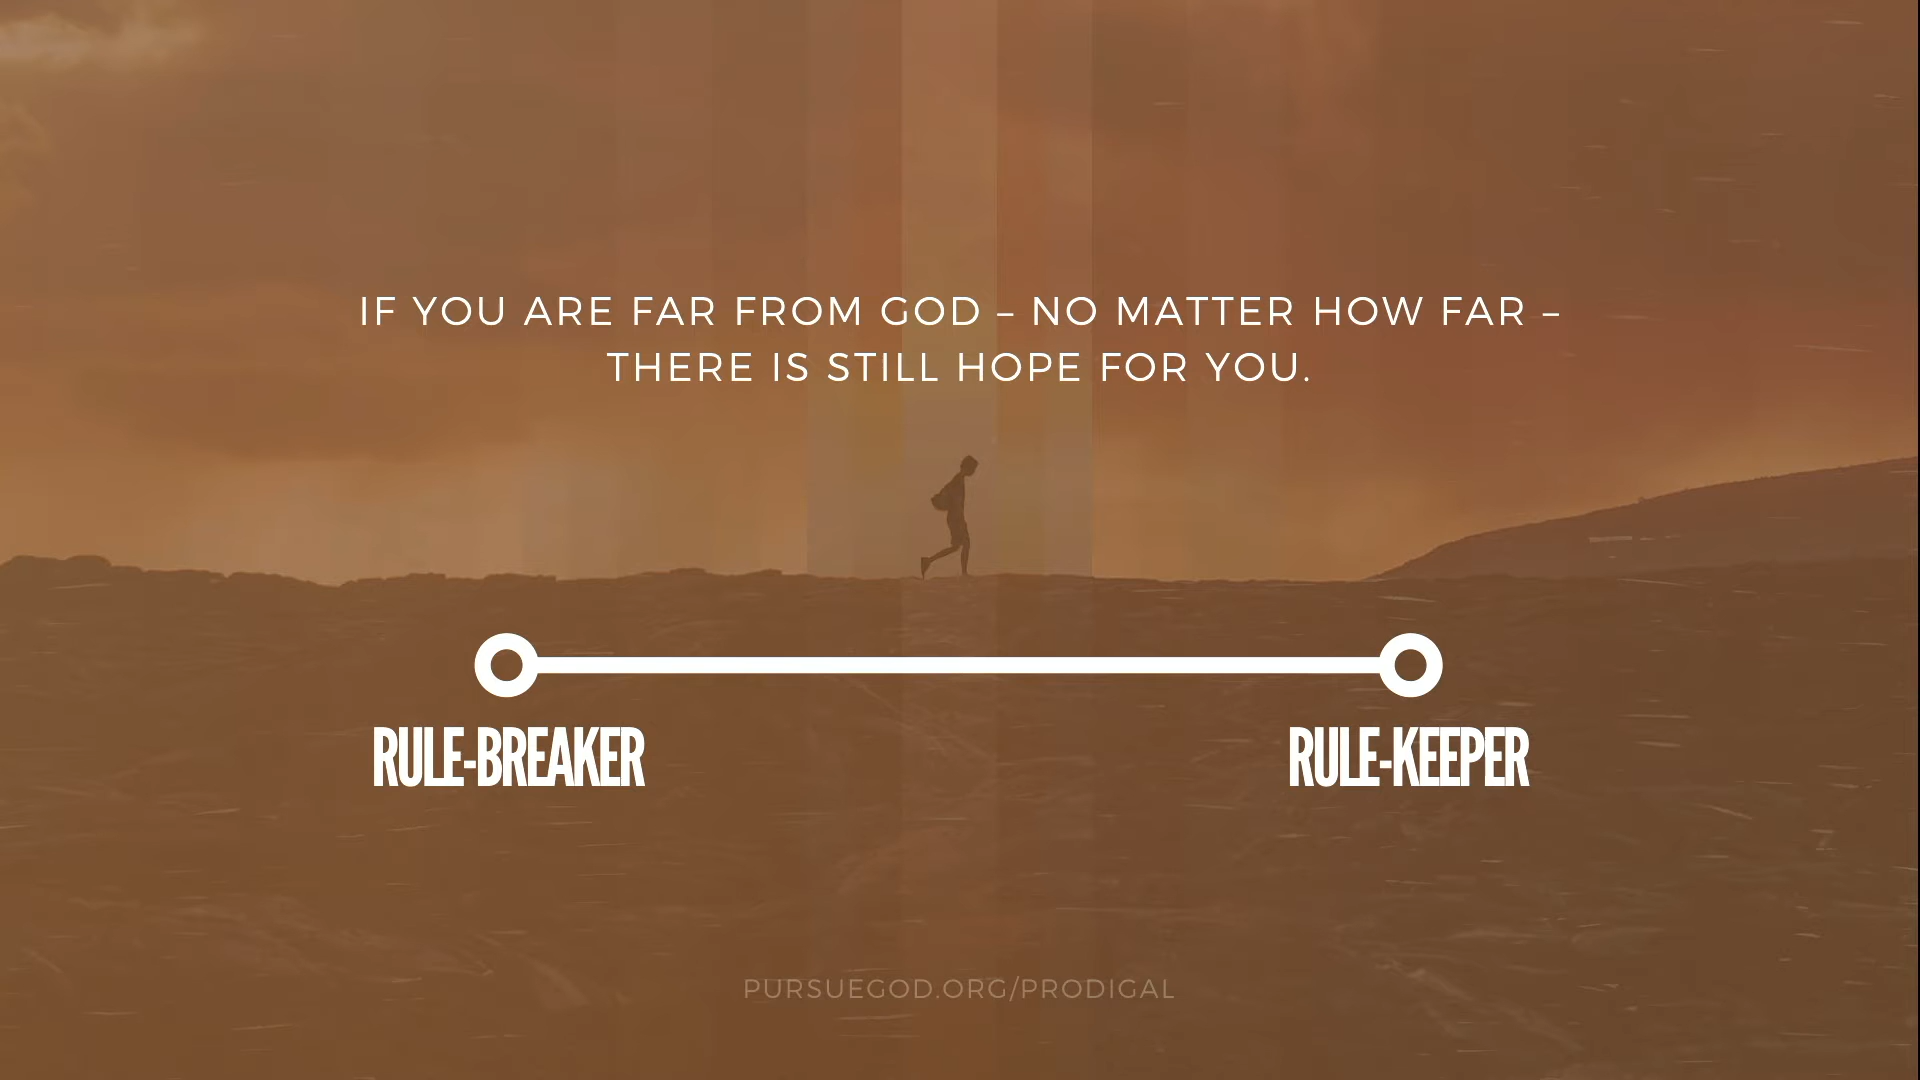 IF YOU ARE FAR FROM GOD – NO MATTER HOW FAR –
THERE IS STILL HOPE FOR YOU.
RULE-BREAKER
RULE-KEEPER
PURSUEGOD.ORG/PRODIGAL